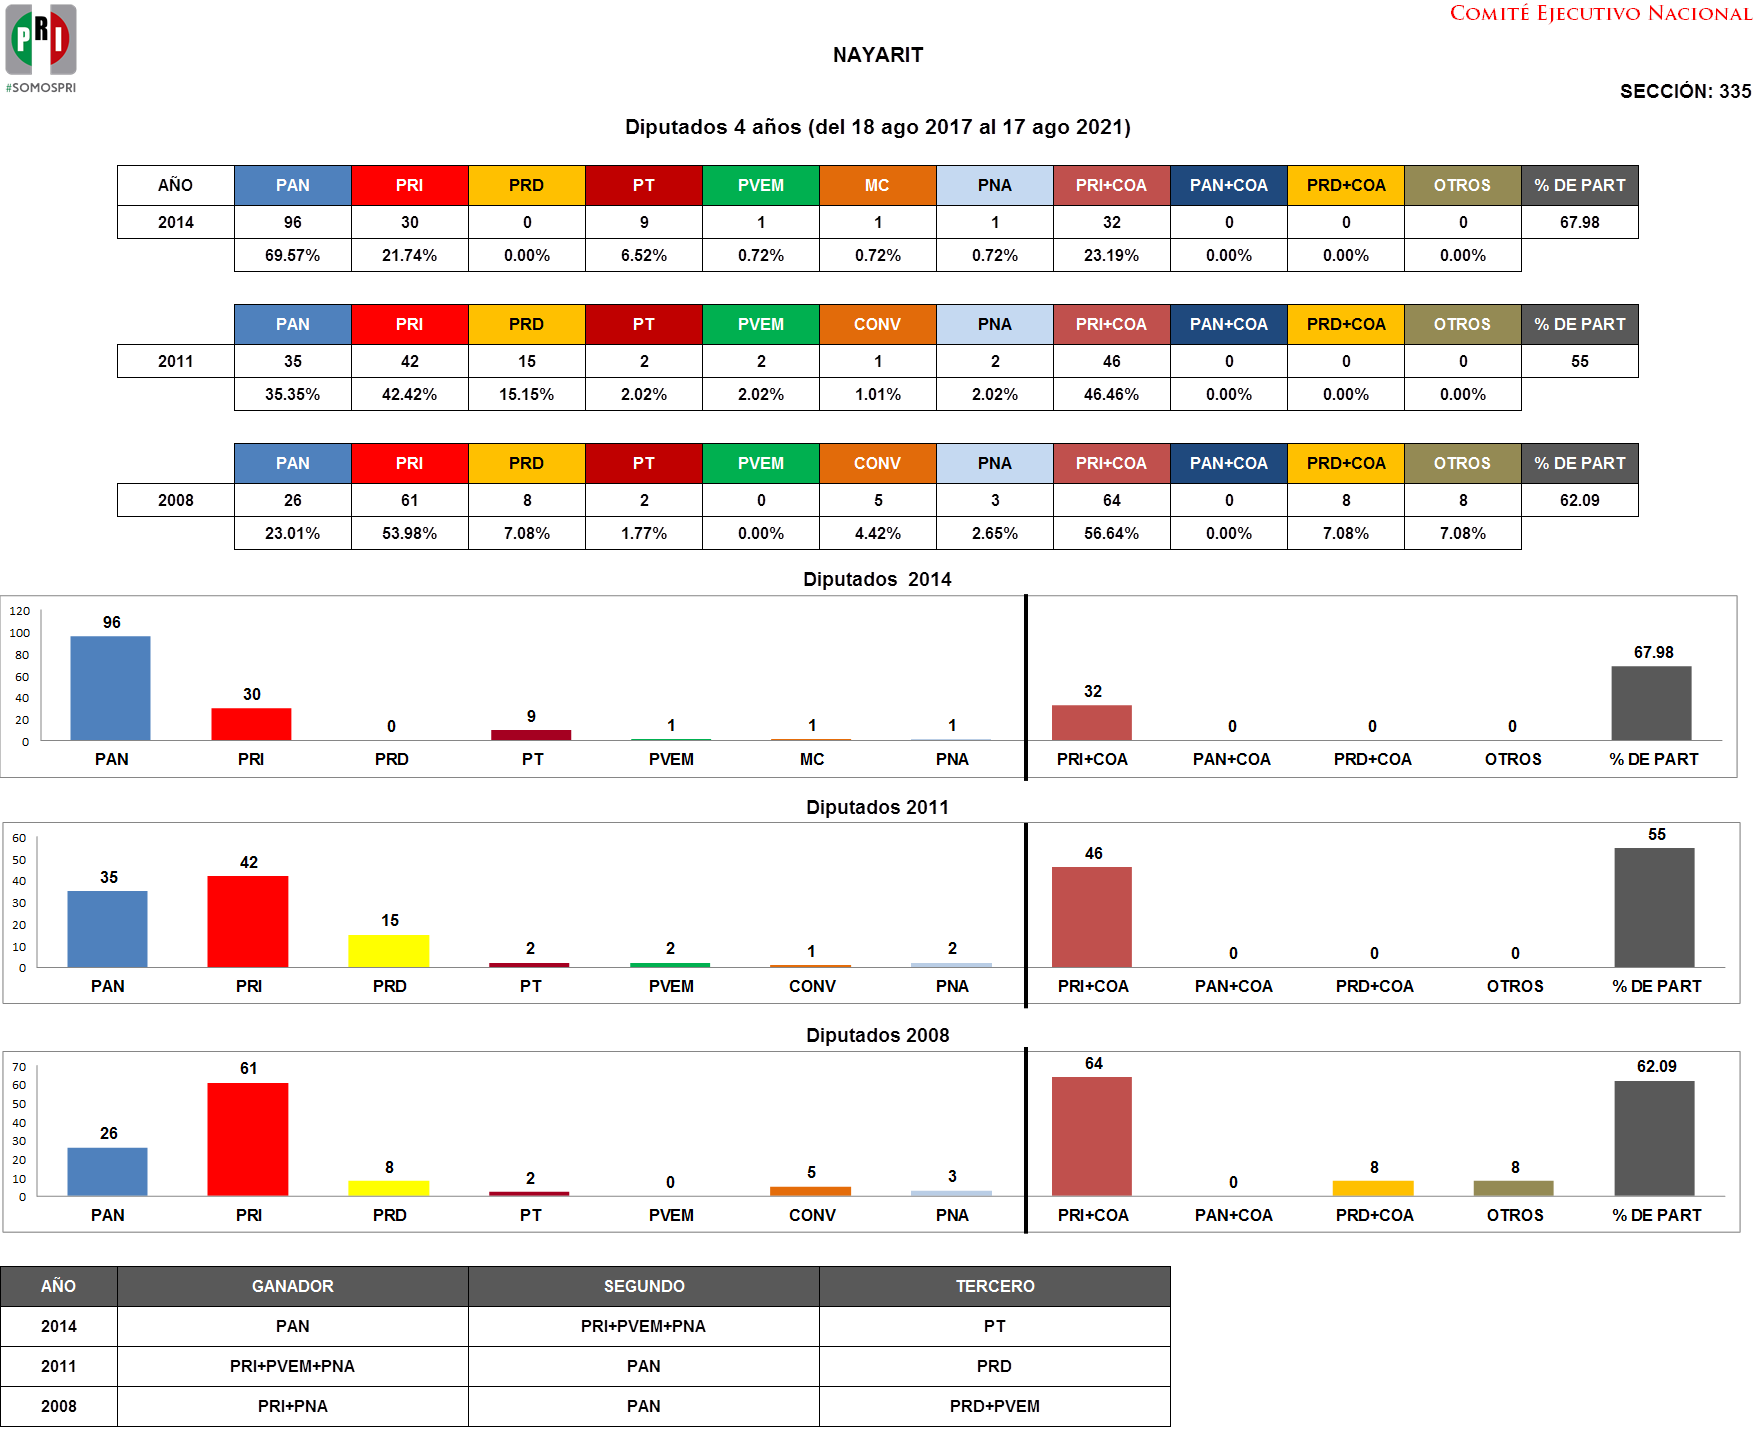 PRI
#SOMOSPRI
COMITÉ EJECUTIVO NACIONAL
NAYARIT
SECCIÓN: 335
Diputados 4 años (del 18 ago 2017 al 17 ago 2021)
AÑO PAN PRI PRD PT PVEM MC PNA PRI+COA PAN+COA PRD+COA OTROS % DE PART
2014 96 30 0 9 1 1 1 32 0 0 0 67.98
69.57% 21.74% 0.00% 6.52% 0.72% 0.72% 0.72% 23.19% 0.00% 0.00% 0.00%
PAN PRI PRD PT PVEM CONV PNA PRI+COA PAN+COA PRD+COA OTROS % DE PART
2011 35 42 15 2 2 1 2 46 0 0 0 55
35.35% 42.42% 15.15% 2.02% 2.02% 1.01% 2.02% 46.46% 0.00% 0.00% 0.00%
PAN PRI PRD PT PVEM CONV PNA PRI+COA PAN+COA PRD+COA OTROS % DE PART
2008 26 61 8 2 0 5 3 64 0 8 8 62.09
23.01% 53.98% 7.08% 1.77% 0.00% 4.42% 2.65% 56.64% 0.00% 7.08% 7.08%
Diputados  2014
120
100
80
60
40
20
0
96 30 0 9 1 1 1 32 0 0 0 67.98
PAN PRI PRD PT PVEM MC PNA PRI+COA PAN+COA PRD+COA OTROS % DE PART
Diputados 2011
60
50
40
30
20
10
0
35 42 15 2 2 1 2 46 0 0 0 55
PAN PRI PRD PT PVEM CONV PNA PRI+COA PAN+COA PRD+COA OTROS % DE PART
Diputados 2008
70
60
50
40
30
20
10
0
26 61 8 2 0 5 3 64 0 8 8 62.09
PAN PRI PRD PT PVEM CONV PNA PRI+COA PAN+COA PRD+COA OTROS % DE PART
AÑO GANADOR SEGUNDO TERCERO
2014 PAN PRI+PVEM+PNA PT
2011 PRI+PVEM+PNA PAN PRD
2008 PRI+PNA PAN PRD+PVEM